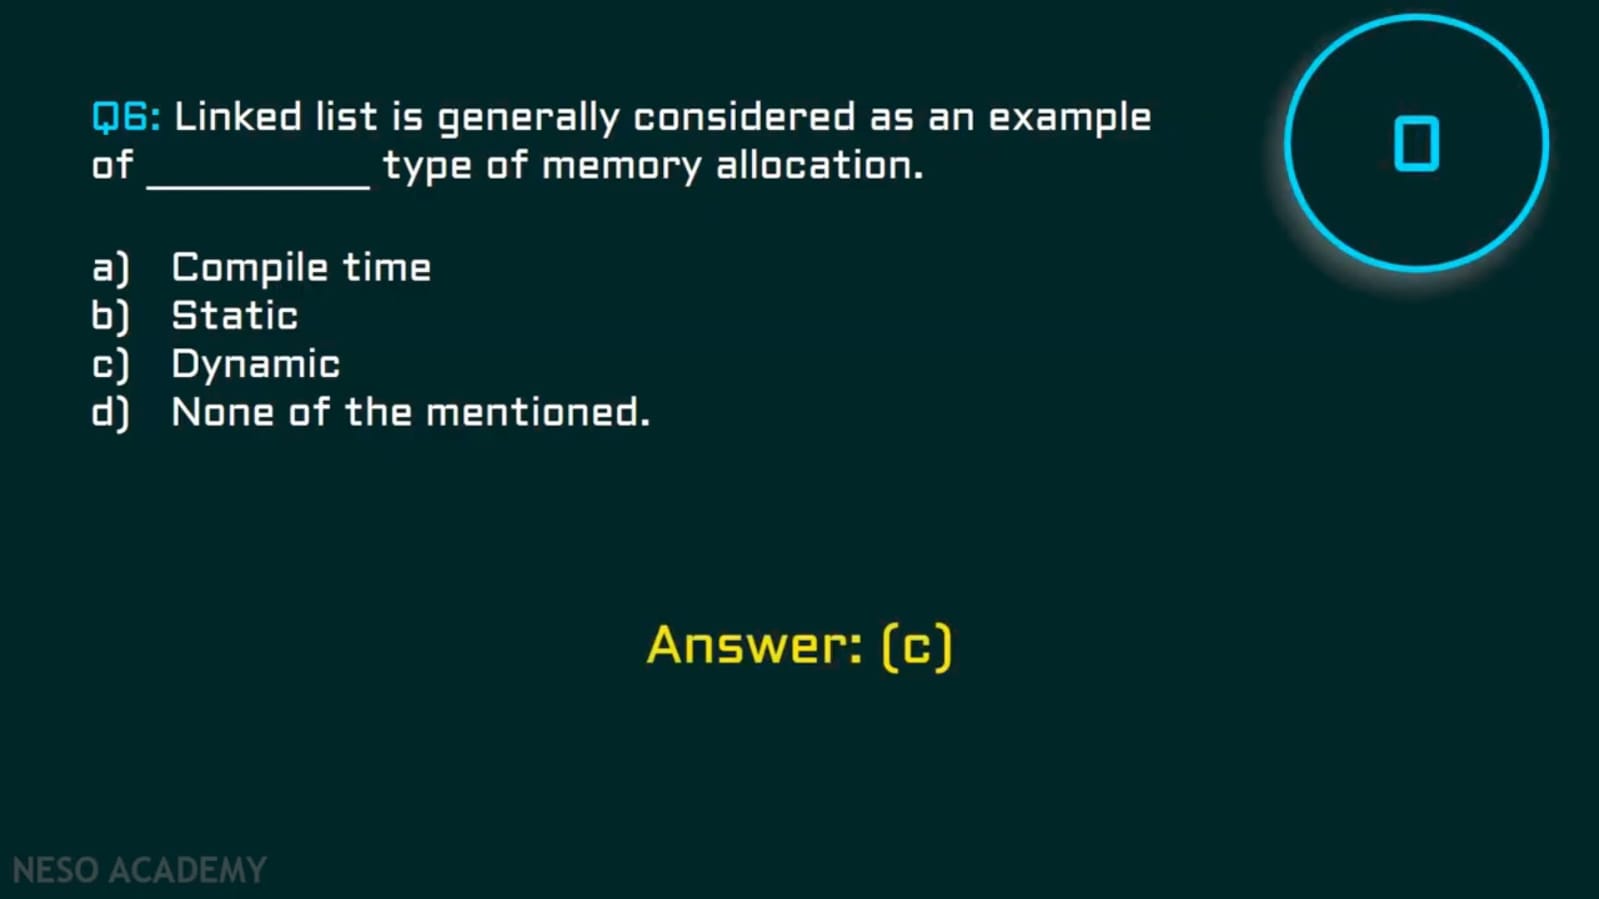 Q6: Linked list is generally considered as an example
of __________ type of memory allocation.
0
a) Compile time
b) Static
c) Dynamic
d) None of the mentioned.
Answer: (c)
NESO ACADEMY